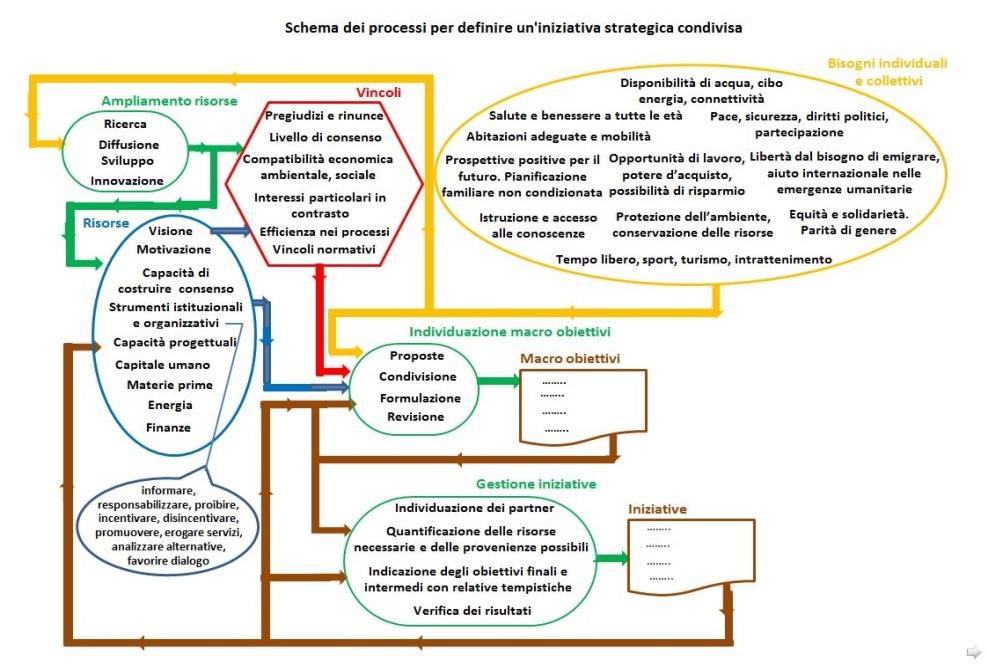 Schema dei processi per definire un'iniziativa strategica condivisa
Ampliamento risorse
Ricerca
Diffusione
Sviluppo
Innovazione
Vincoli
Pregiudizi e rinunce
Livello di consenso
Compatibilità economica
ambientale, sociale
Interessi particolari in
contrasto
Efficienza nei processi
Vincoli normativi
Bisogni individuali
e collettivi
Disponibilità di acqua, cibo
energia, connettività
Salute e benessere a tutte le età
Pace, sicurezza, diritti politici,
partecipazione
Abitazioni adeguate e mobilità
Prospettive positive per il
futuro. Pianificazione
familiare non condizionata
Opportunità di lavoro,
potere d’acquisto,
possibilità di risparmio
Libertà dal bisogno di emigrare,
aiuto internazionale nelle
emergenze umanitarie
Istruzione e accesso
alle conoscenze
Protezione dell’ambiente,
conservazione delle risorse
Equità e solidarietà.
Parità di genere
Tempo libero, sport, turismo, intrattenimento
Risorse
Visione
Motivazione
Capacità di
costruire consenso
Strumenti istituzionali
e organizzativi
Capacità progettuali
Capitale umano
Materie prime
Energia
Finanze
informare,
responsabilizzare, proibire,
incentivare, disincentivare,
promuovere, erogare servizi,
analizzare alternative,
favorire dialogo
Individuazione macro obiettivi
Proposte
Condivisione
Formulazione
Revisione
Macro obiettivi
........
........
........
........
Gestione iniziative
Individuazione dei partner
Quantificazione delle risorse
necessarie e delle provenienze possibili
Indicazione degli obiettivi finali e
intermedi con relative tempistiche
Verifica dei risultati
Iniziative
........
........
........
........